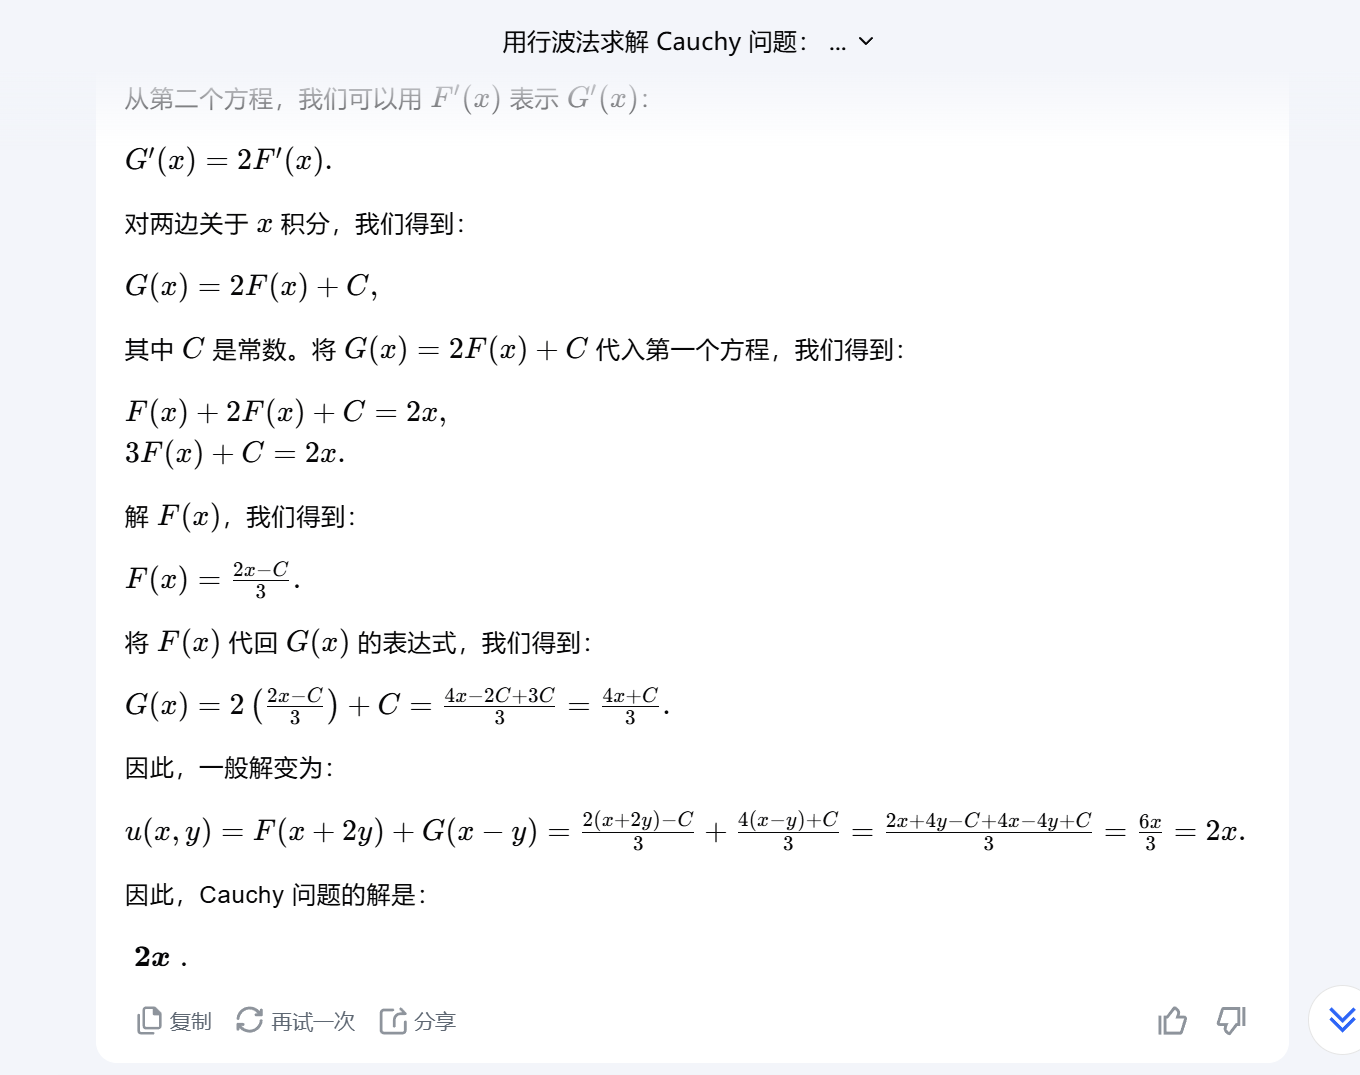 用行波法求解 Cauchy 问题： ...
从第二个方程，我们可以用 F′(x) 表示 G′(x)：
G′(x) = 2F′(x).
对两边关于 x 积分，我们得到：
G(x) = 2F(x) + C,
其中 C 是常数。将 G(x) = 2F(x) + C 代入第一个方程，我们得到：
F(x) + 2F(x) + C = 2x,
3F(x) + C = 2x.
解 F(x)，我们得到：
F(x) = \frac{2x−C}{3}.
将 F(x) 代回 G(x) 的表达式，我们得到：
G(x) = 2(\frac{2x−C}{3}) + C = \frac{4x−2C+3C}{3} = \frac{4x+C}{3}.
因此，一般解变为：
u(x, y) = F(x + 2y) + G(x − y) = \frac{2(x+2y)−C}{3} + \frac{4(x−y)+C}{3} = \frac{2x+4y−C+4x−4y+C}{3} = \frac{6x}{3} = 2x.
因此，Cauchy 问题的解是：
2x .
复制 再试一次 分享